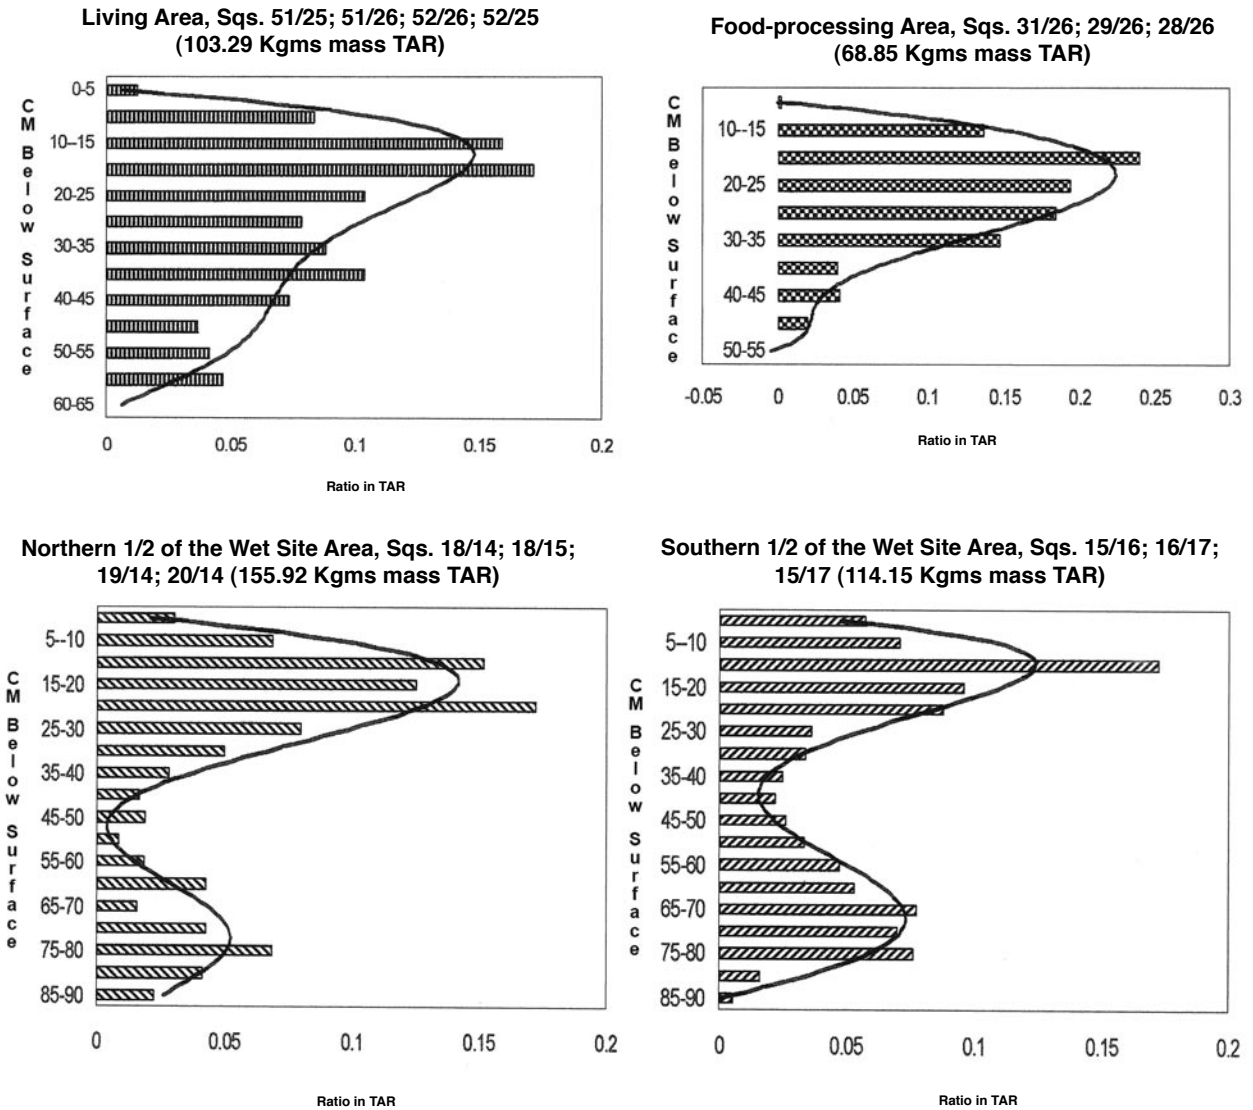 Living Area, Sqs. 51/25; 51/26; 52/26; 52/25
(103.29 Kgms mass TAR)
CM Below Surface
0-5
10--15
20-25
30-35
40-45
50-55
60-65
0 0.05 0.1 0.15 0.2
Ratio in TAR
Food-processing Area, Sqs. 31/26; 29/26; 28/26
(68.85 Kgms mass TAR)
CM Below Surface
10--15
20-25
30-35
40-45
50-55
-0.05 0 0.05 0.1 0.15 0.2 0.25 0.3
Ratio in TAR
Northern 1/2 of the Wet Site Area, Sqs. 18/14; 18/15;
19/14; 20/14 (155.92 Kgms mass TAR)
CM Below Surface
5--10
15-20
25-30
35-40
45-50
55-60
65-70
75-80
85-90
0 0.05 0.1 0.15 0.2
Ratio in TAR
Southern 1/2 of the Wet Site Area, Sqs. 15/16; 16/17;
15/17 (114.15 Kgms mass TAR)
CM Below Surface
5--10
15-20
25-30
35-40
45-50
55-60
65-70
75-80
85-90
0 0.05 0.1 0.15 0.2
Ratio in TAR